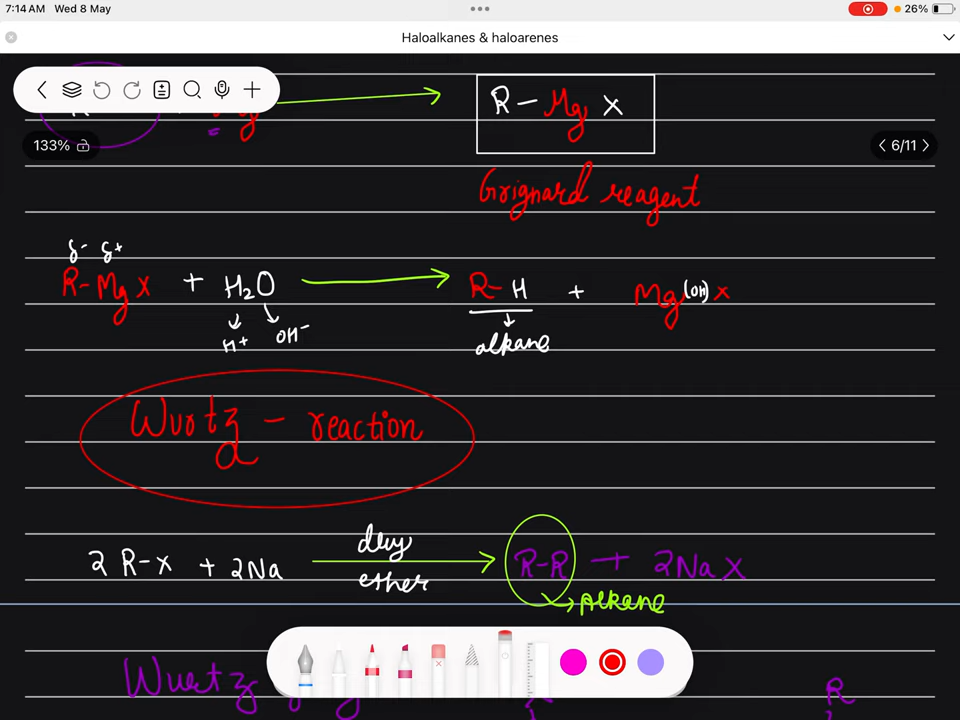 7:14 AM Wed 8 May
26%
Haloalkanes & haloarenes
R - Mg X
133%
6/11
Grignard reagent
δ- δ+
R-Mg X + H2O R-H + Mg(OH)X
H+ OH-
alkane
Wurtz - reaction
dry
2 R-X + 2Na R-R + 2NaX
ether
Alkane
Wurtz
R